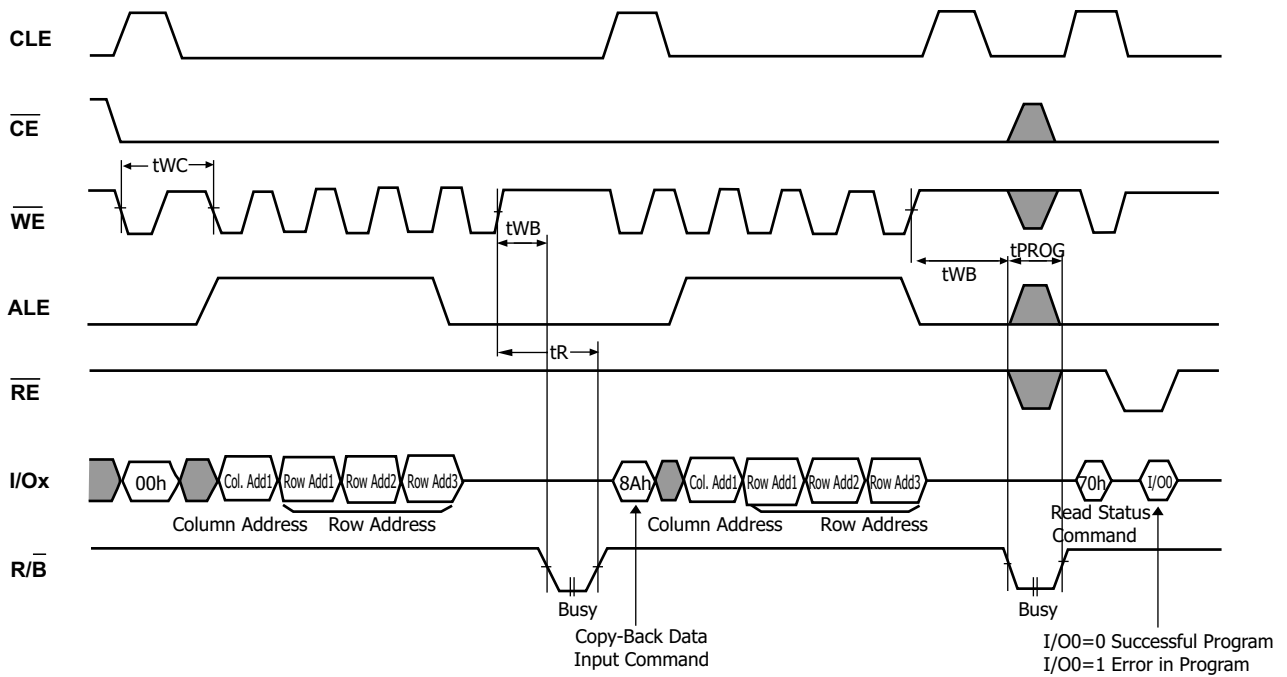 CLE
CE
tWC
WE
tWB
tPROG
tWB
ALE
tR
RE
I/Ox
00h
Col. Add1
Row Add1
Row Add2
Row Add3
8Ah
Col. Add1
Row Add1
Row Add2
Row Add3
70h
I/O0
Column Address
Row Address
Column Address
Row Address
Read Status
Command
R/B
Busy
Busy
Copy-Back Data
Input Command
I/O0=0 Successful Program
I/O0=1 Error in Program